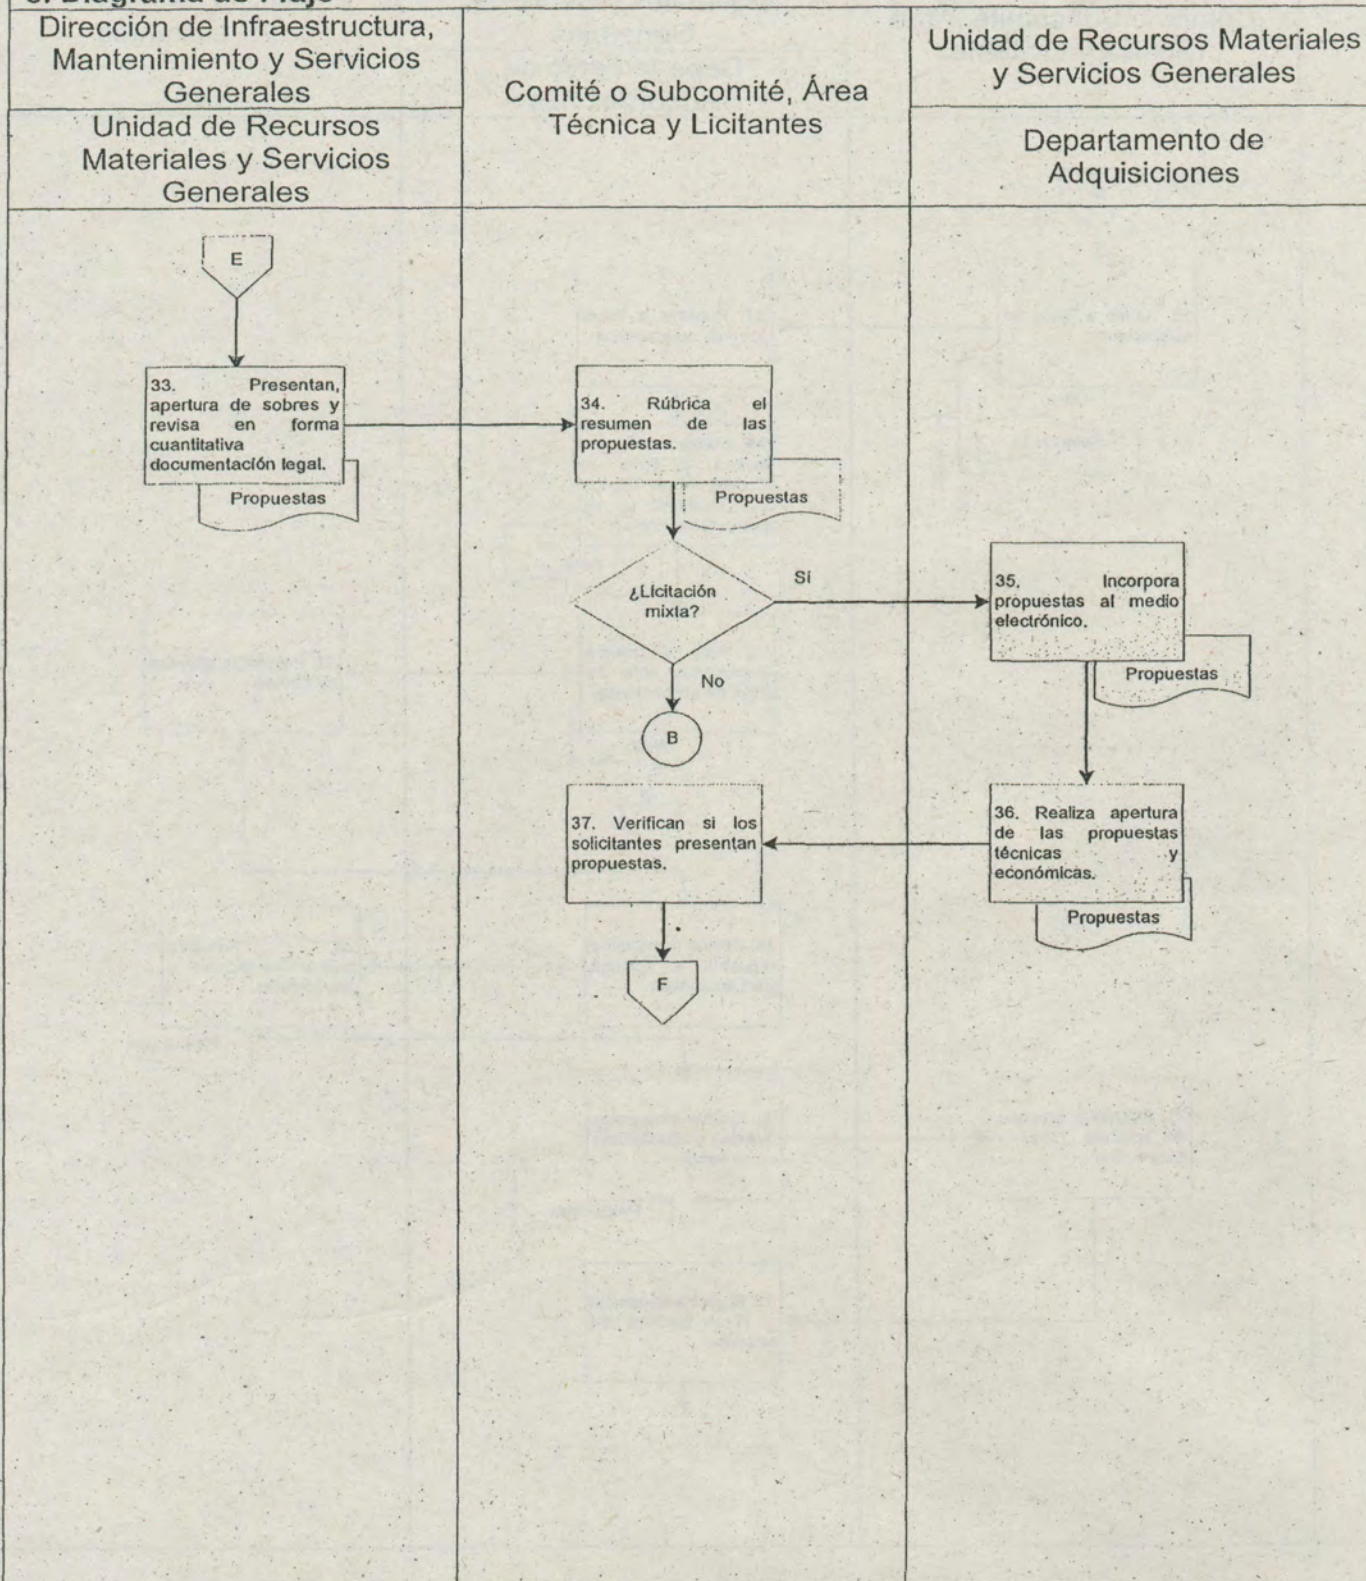 Dirección de Infraestructura,
Mantenimiento y Servicios
Generales
Unidad de Recursos
Materiales y Servicios
Generales
Comité o Subcomité, Área
Técnica y Licitantes
Unidad de Recursos Materiales
y Servicios Generales
Departamento de
Adquisiciones
E
33. Presentan,
apertura de sobres y
revisa en forma
cuantitativa
documentación legal.
Propuestas
34. Rúbrica el
resumen de las
propuestas.
Propuestas
¿Licitación
mixta?
Sí
No
B
35. Incorpora
propuestas al medio
electrónico.
Propuestas
36. Realiza apertura
de las propuestas
técnicas y
económicas.
Propuestas
37. Verifican si los
solicitantes presentan
propuestas.
F